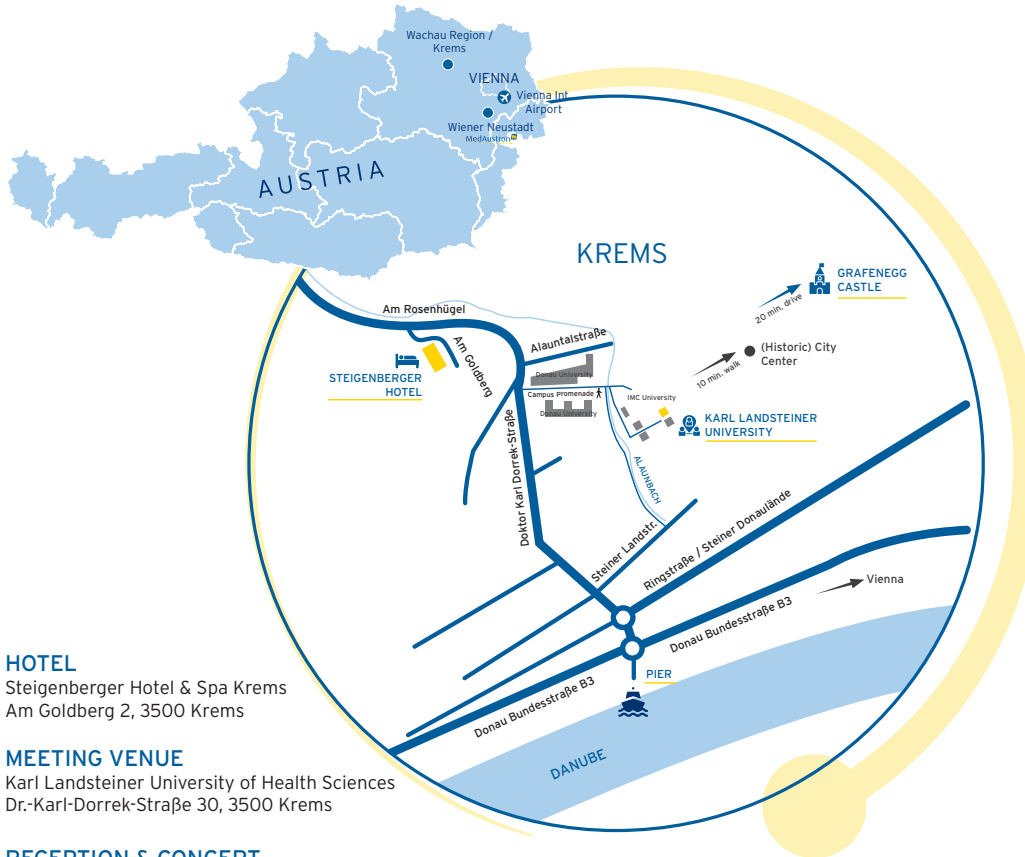 Wachau Region /
Krems
VIENNA
Vienna Int
Airport
Wiener Neustadt
MedAustron
AUSTRIA
KREMS
GRAFENEGG
CASTLE
20 min. drive
Am Rosenhügel
Am Goldberg
Alauntalstraße
(Historic) City
Center
10 min. walk
STEIGENBERGER
HOTEL
Donau University
Campus Promenade
Donau University
IMC University
KARL LANDSTEINER
UNIVERSITY
Doktor Karl Dorrek-Straße
ALAUNBACH
Steiner Landstr.
Ringstraße / Steiner Donaulände
Vienna
Donau Bundesstraße B3
Donau Bundesstraße B3
PIER
DANUBE
HOTEL
Steigenberger Hotel & Spa Krems
Am Goldberg 2, 3500 Krems
MEETING VENUE
Karl Landsteiner University of Health Sciences
Dr.-Karl-Dorrek-Straße 30, 3500 Krems
RECEPTION & CONCERT